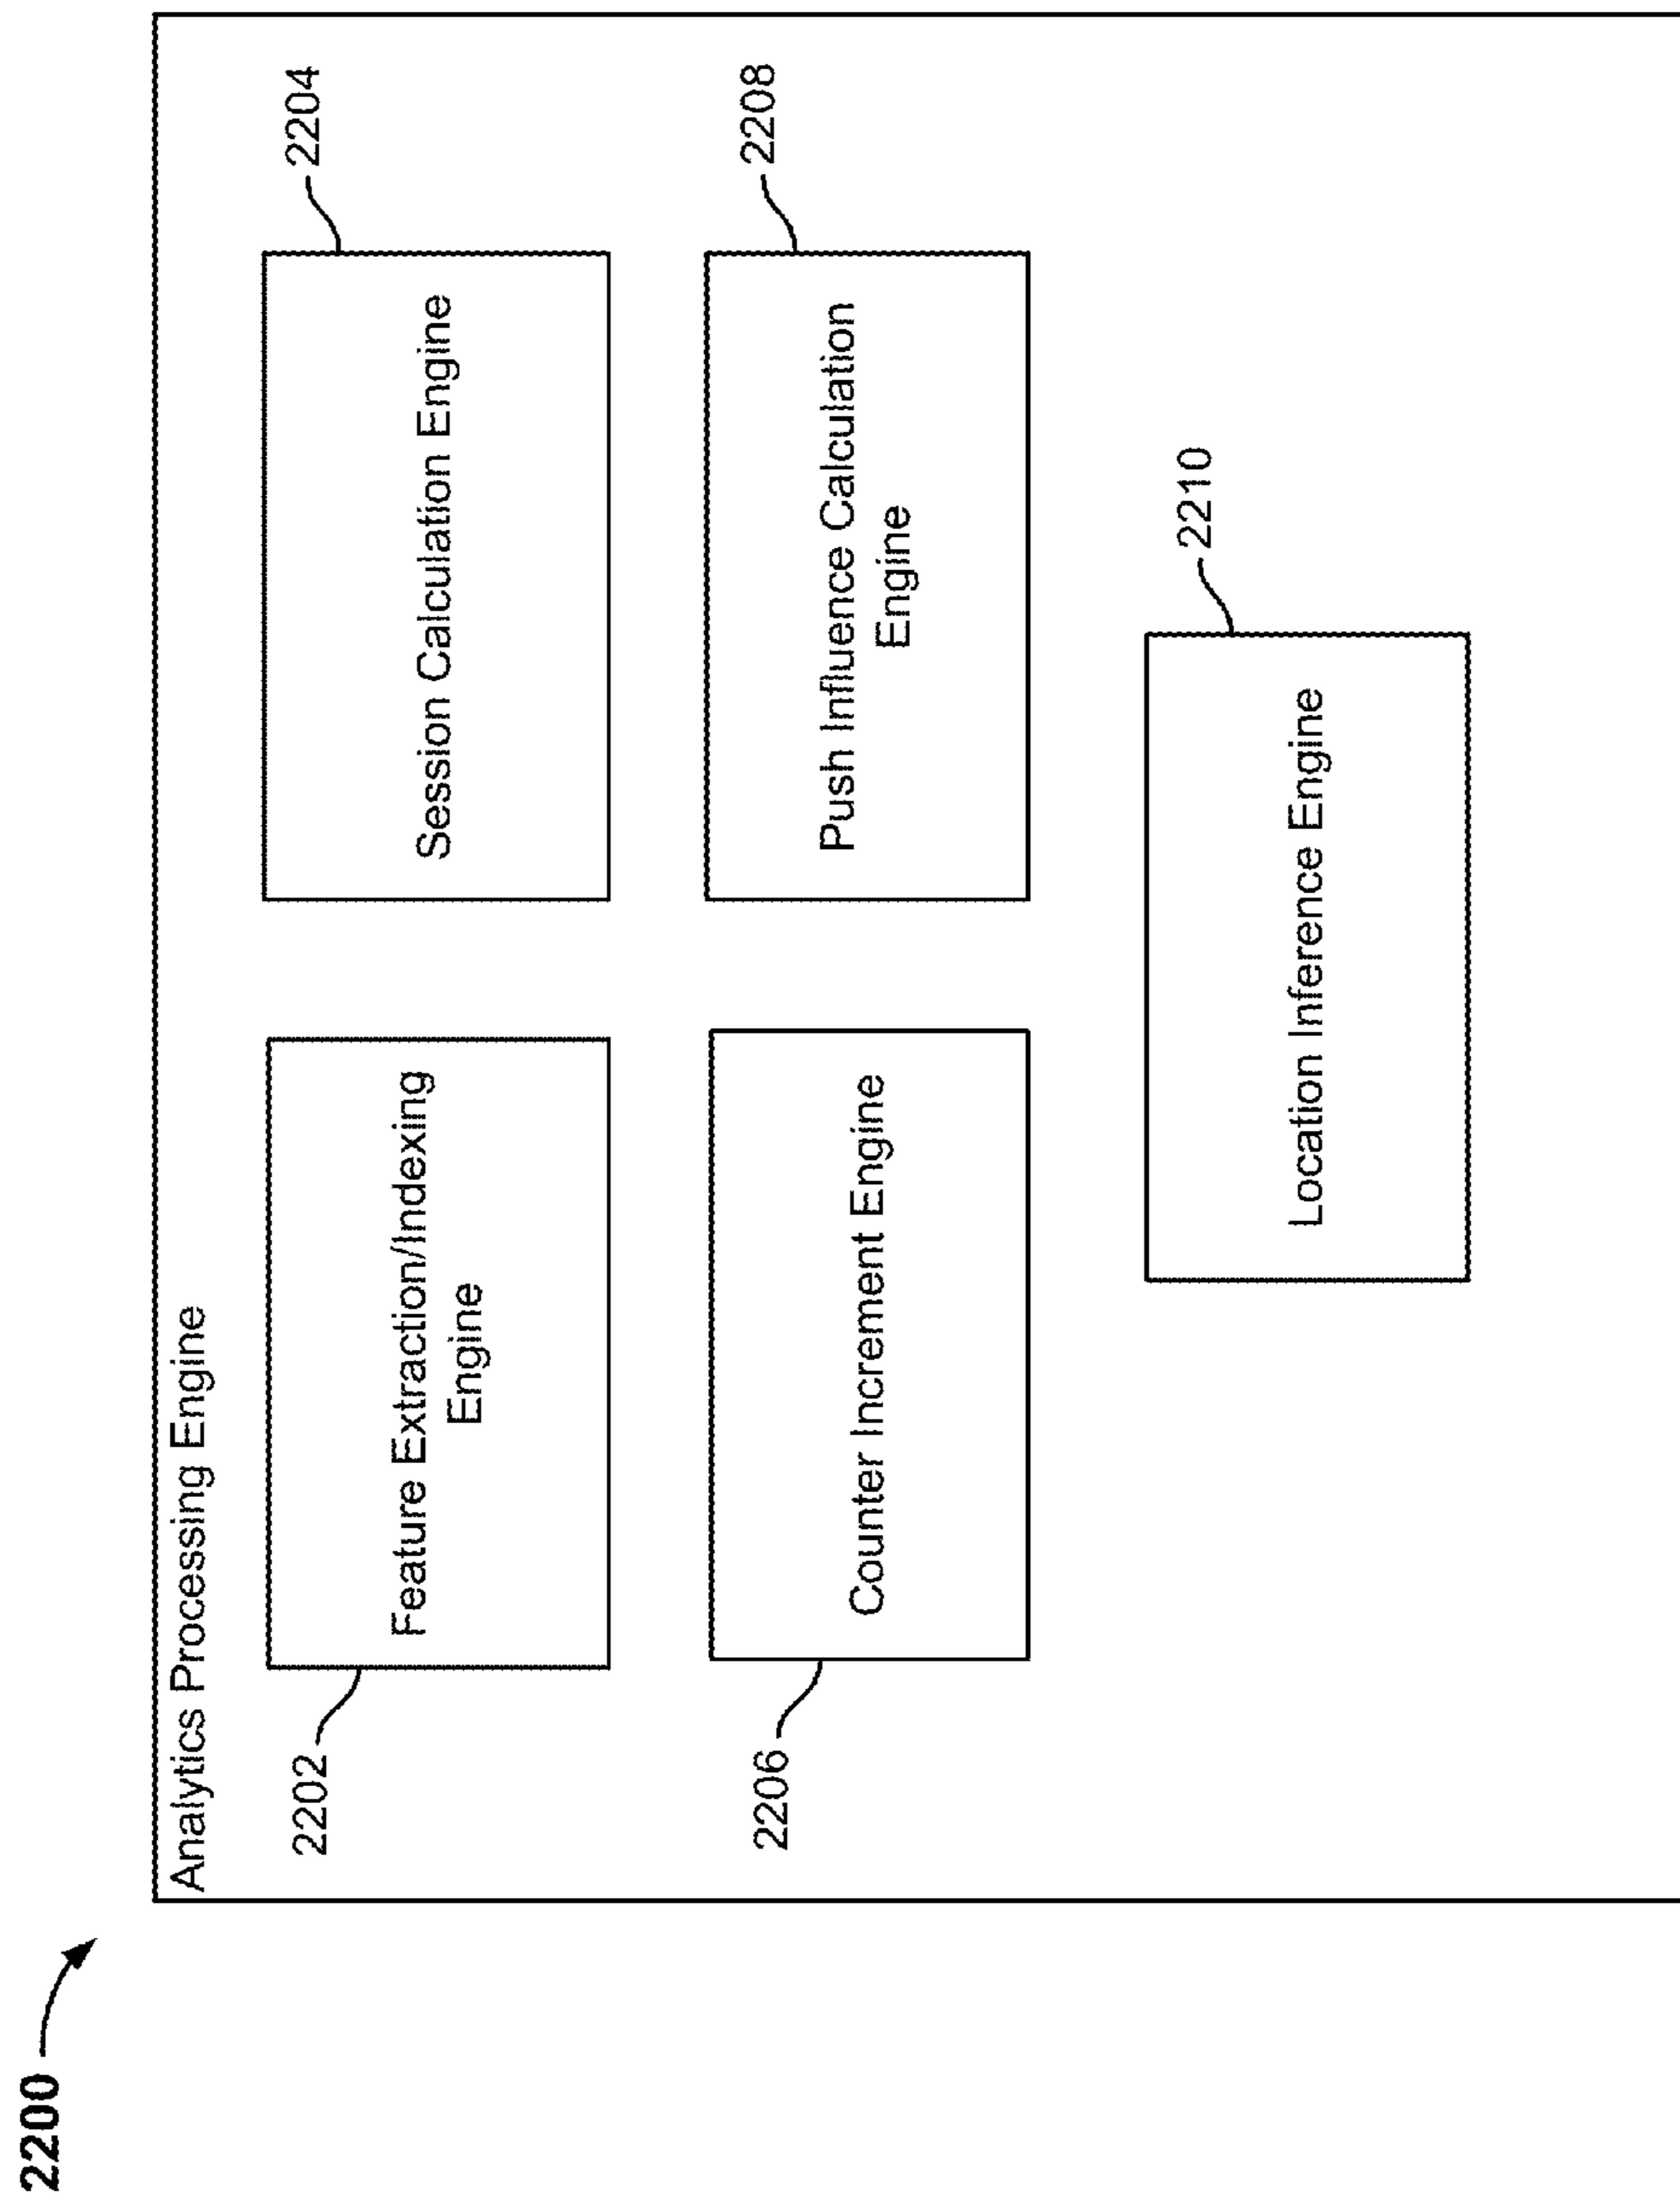 2200
Analytics Processing Engine
2202
Feature Extraction/Indexing
Engine
Session Calculation Engine
2204
2206
Counter Increment Engine
Push Influence Calculation
Engine
2208
Location Inference Engine
2210